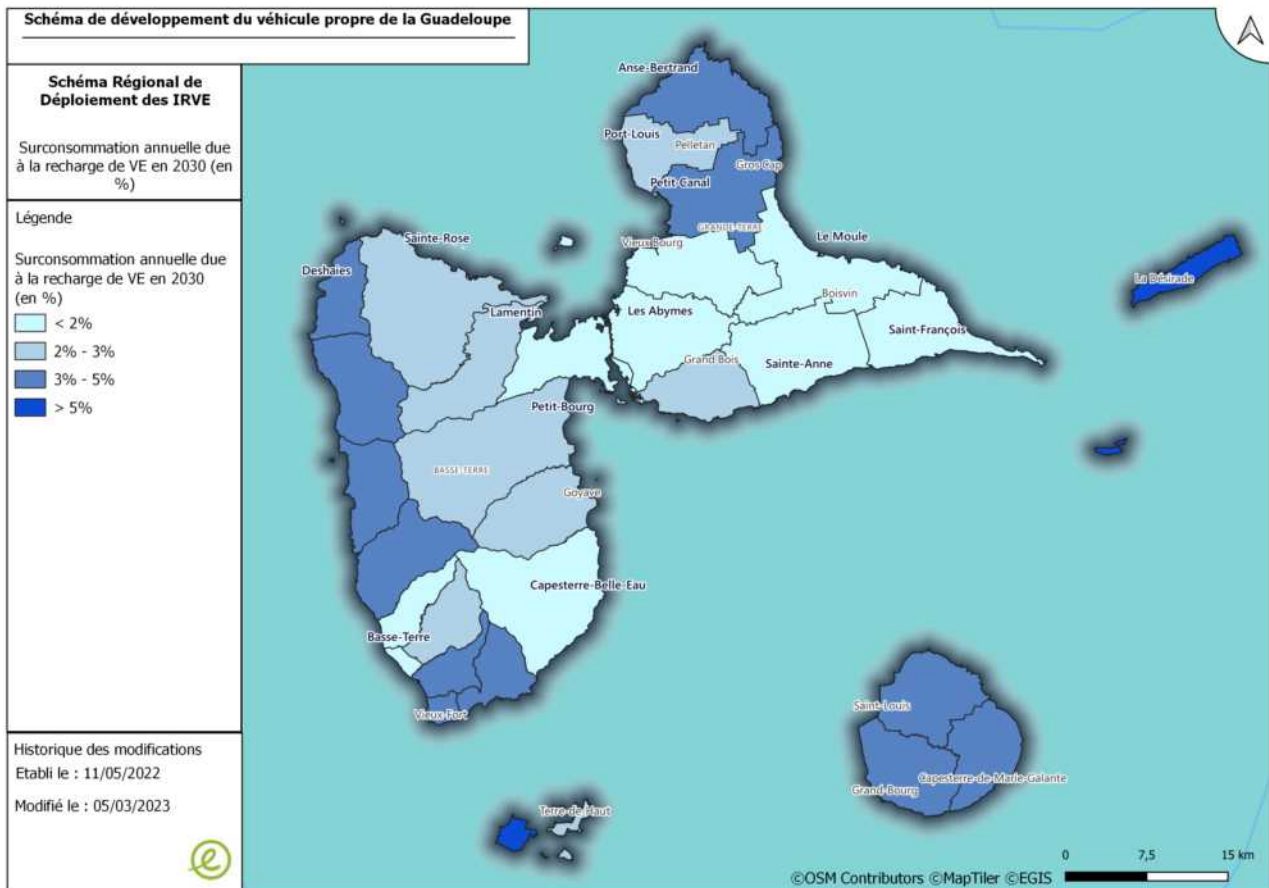 Schéma de développement du véhicule propre de la Guadeloupe
Schéma Régional de
Déploiement des IRVE
Surconsommation annuelle due
à la recharge de VE en 2030 (en
%)
Légende
Surconsommation annuelle due
à la recharge de VE en 2030
(en %)
< 2%
2% - 3%
3% - 5%
> 5%
Historique des modifications
Etabli le : 11/05/2022
Modifié le : 05/03/2023
Anse-Bertrand
Port-Louis
Pelletan
Gros Cap
Petit Canal
GRANDE-TERRE
Vieux Bourg
Le Moule
Sainte-Rose
Deshaies
La Désirade
Boisvin
Lamentin
Les Abymes
Saint-François
Grand Bois
Sainte-Anne
Petit-Bourg
BASSE-TERRE
Goyave
Capesterre-Belle-Eau
Basse-Terre
Vieux-Fort
Saint-Louis
Capesterre-de-Marie-Galante
Grand-Bourg
Terre-de-Haut
0 7,5 15 km
©OSM Contributors ©MapTiler ©EGIS